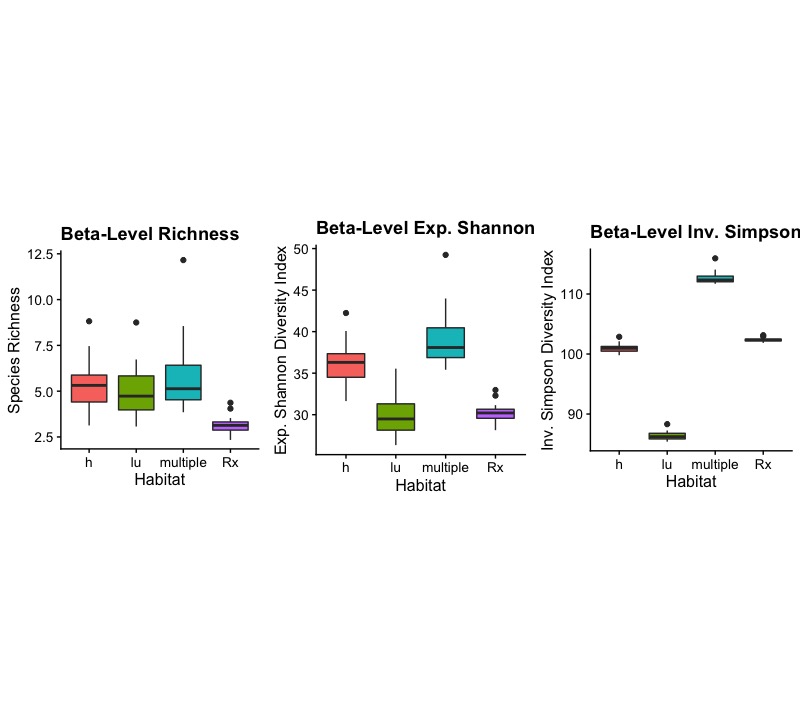 Beta-Level Richness
Species Richness
12.5
10.0
7.5
5.0
2.5
h lu multiple Rx
Habitat
Beta-Level Exp. Shannon
Exp. Shannon Diversity Index
50
45
40
35
30
h lu multiple Rx
Habitat
Beta-Level Inv. Simpson
Inv. Simpson Diversity Index
110
100
90
h lu multiple Rx
Habitat